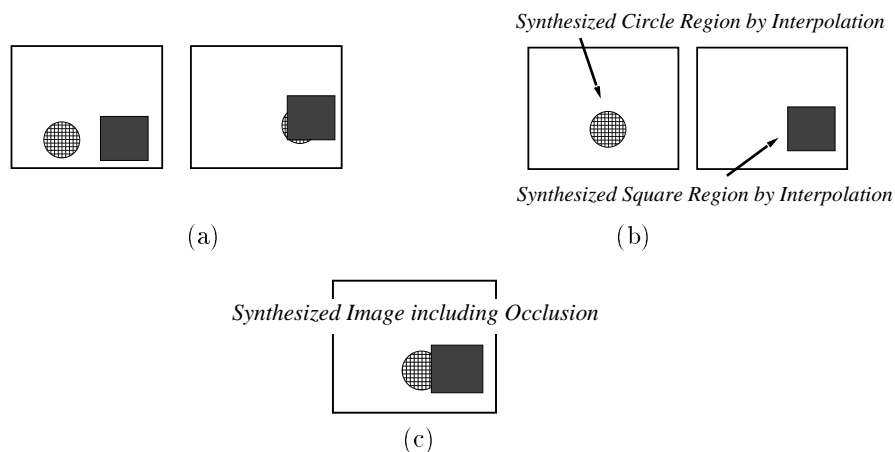 Synthesized Circle Region by Interpolation
Synthesized Square Region by Interpolation
(a)
(b)
Synthesized Image including Occlusion
(c)